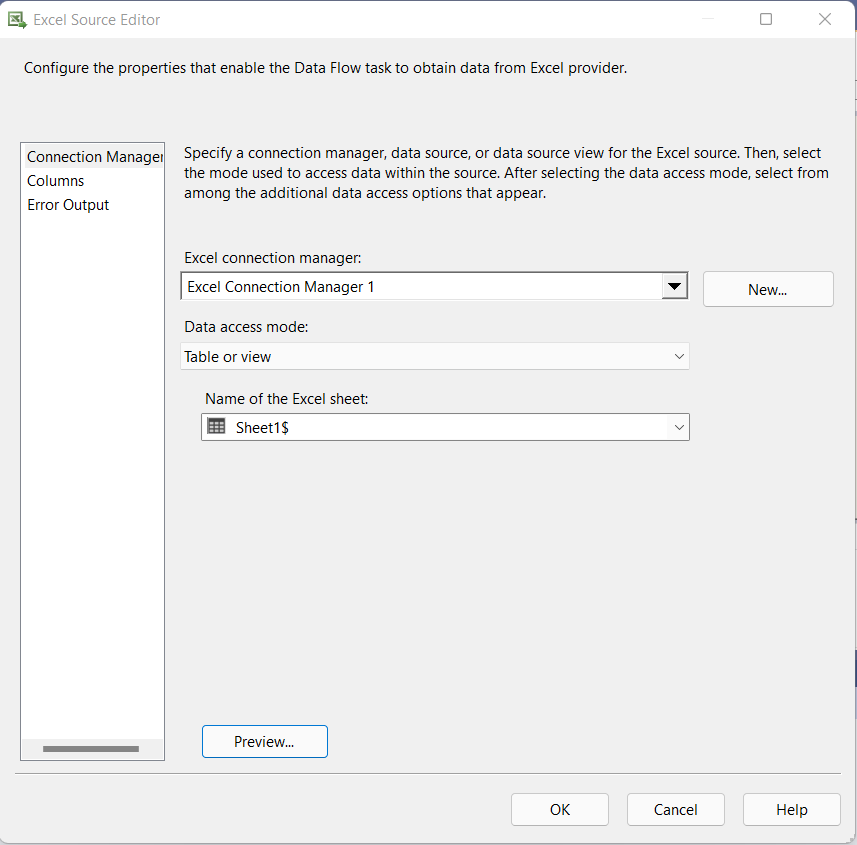 Excel Source Editor
Configure the properties that enable the Data Flow task to obtain data from Excel provider.
Connection Manager
Columns
Error Output
Specify a connection manager, data source, or data source view for the Excel source. Then, select
the mode used to access data within the source. After selecting the data access mode, select from
among the additional data access options that appear.
Excel connection manager:
Excel Connection Manager 1
New...
Data access mode:
Table or view
Name of the Excel sheet:
Sheet1$
Preview...
OK
Cancel
Help